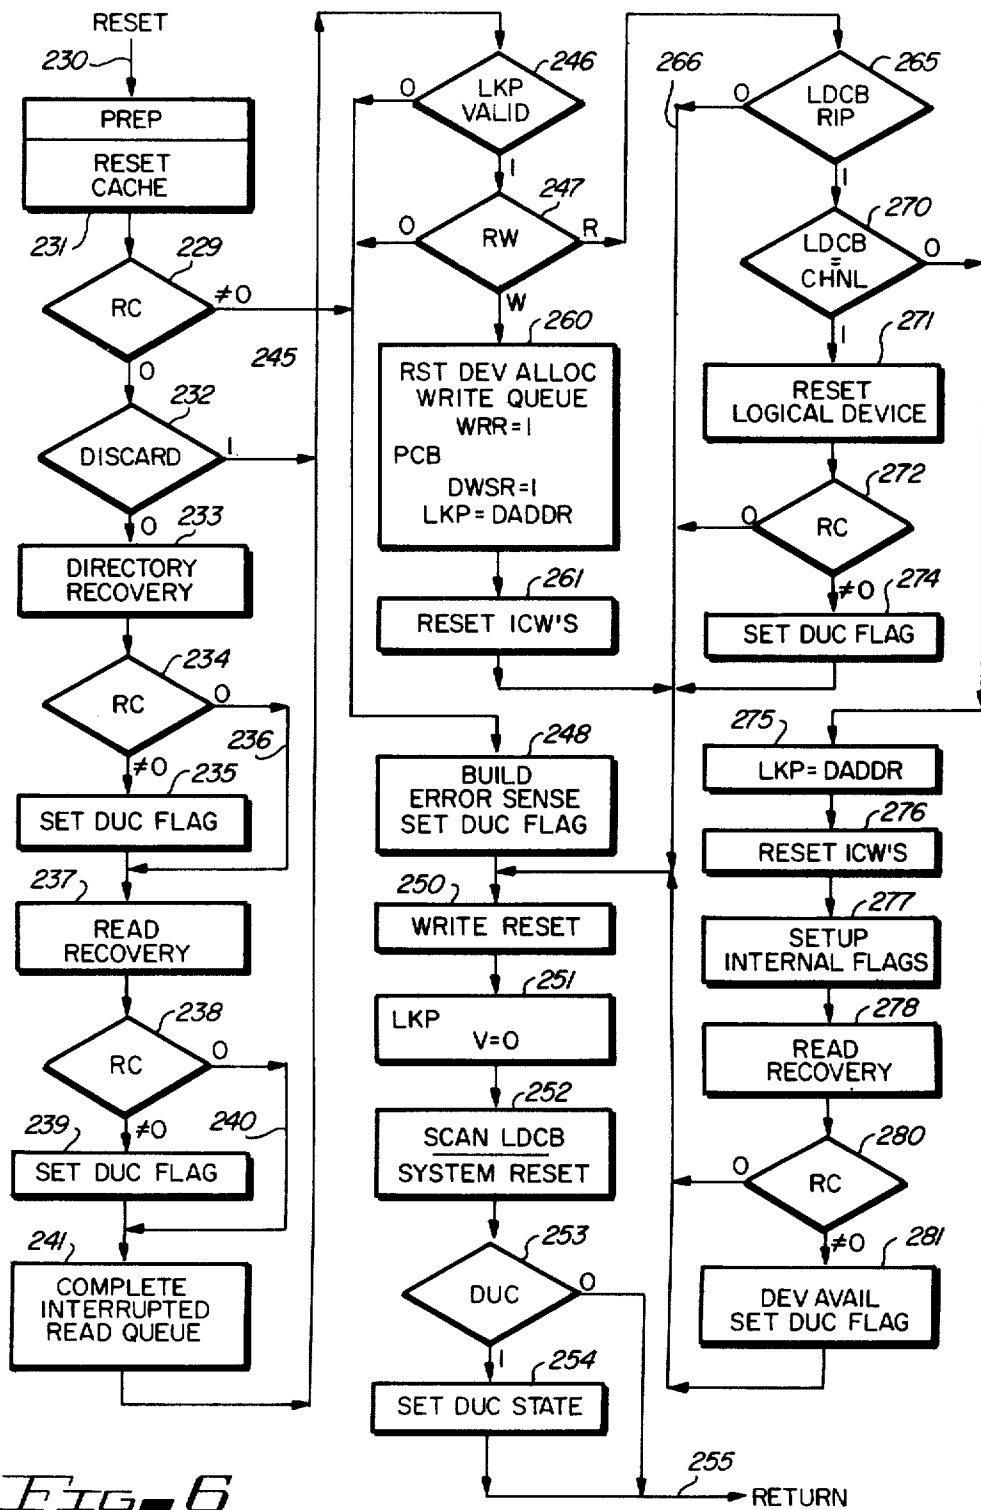 RESET
230
PREP
RESET
CACHE
231
229
RC
≠0
0
245
232
DISCARD
1
0
233
DIRECTORY
RECOVERY
234
RC
0
236
≠0
235
SET DUC FLAG
237
READ
RECOVERY
238
RC
0
240
≠0
239
SET DUC FLAG
241
COMPLETE
INTERRUPTED
READ QUEUE
246
LKP
VALID
0
1
247
RW
0
R
W
260
RST DEV ALLOC
WRITE QUEUE
WRR=1
PCB
DWSR=1
LKP=DADDR
261
RESET ICW'S
248
BUILD
ERROR SENSE
SET DUC FLAG
250
WRITE RESET
251
LKP
V=0
252
SCAN LDCB
SYSTEM RESET
253
DUC
0
1
254
SET DUC STATE
255
RETURN
266
265
LDCB
RIP
0
1
270
LDCB
=
CHNL
0
1
271
RESET
LOGICAL DEVICE
272
RC
0
≠0
274
SET DUC FLAG
275
LKP=DADDR
276
RESET ICW'S
277
SETUP
INTERNAL FLAGS
278
READ
RECOVERY
280
RC
0
≠0
281
DEV AVAIL
SET DUC FLAG
FIG. 6